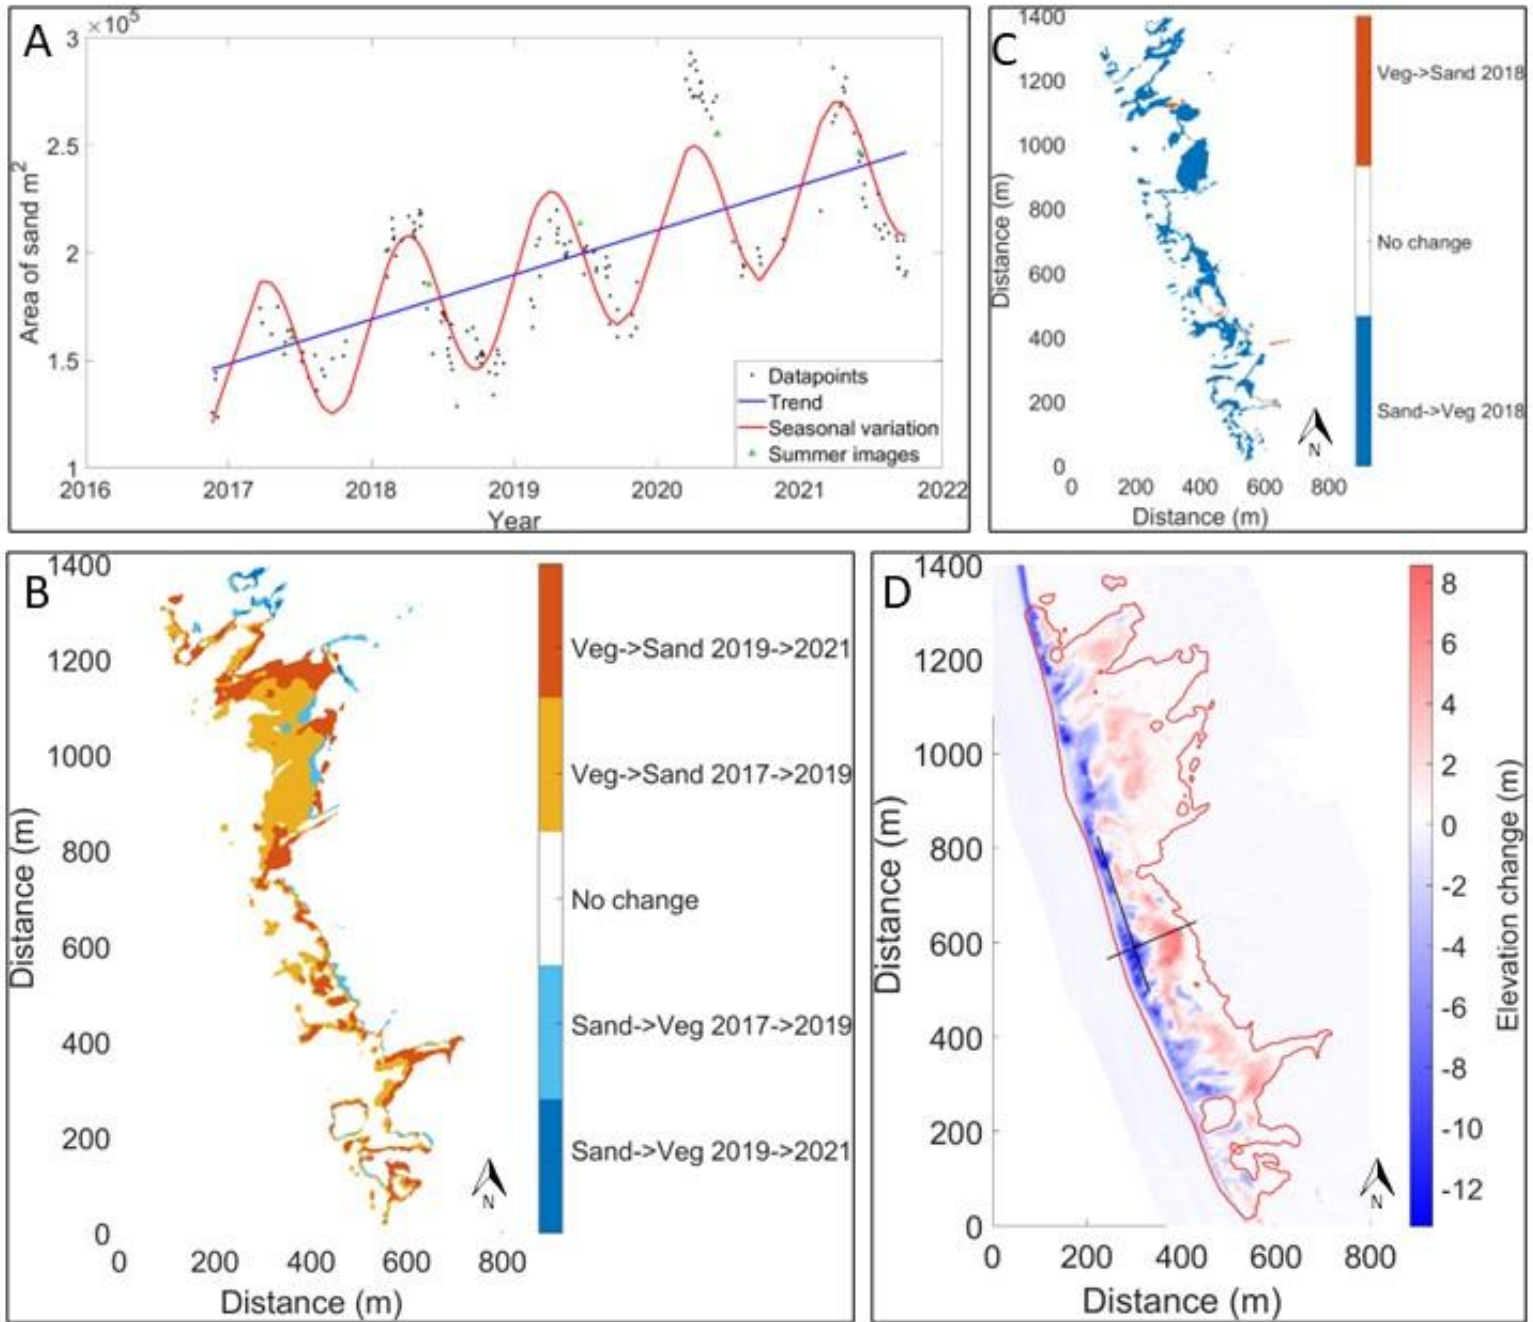 A
×10⁵
3
2.5
2
1.5
1
Area of sand m²
2016 2017 2018 2019 2020 2021 2022
Year
Datapoints
Trend
Seasonal variation
Summer images
C
1400
1200
1000
800
600
400
200
0
Distance (m)
0 200 400 600 800
Distance (m)
N
Veg->Sand 2018
No change
Sand->Veg 2018
B
1400
1200
1000
800
600
400
200
0
Distance (m)
0 200 400 600 800
Distance (m)
N
Veg->Sand 2019->2021
Veg->Sand 2017->2019
No change
Sand->Veg 2017->2019
Sand->Veg 2019->2021
D
1400
1200
1000
800
600
400
200
0
Distance (m)
0 200 400 600 800
Distance (m)
N
8
6
4
2
0
-2
-4
-6
-8
-10
-12
Elevation change (m)